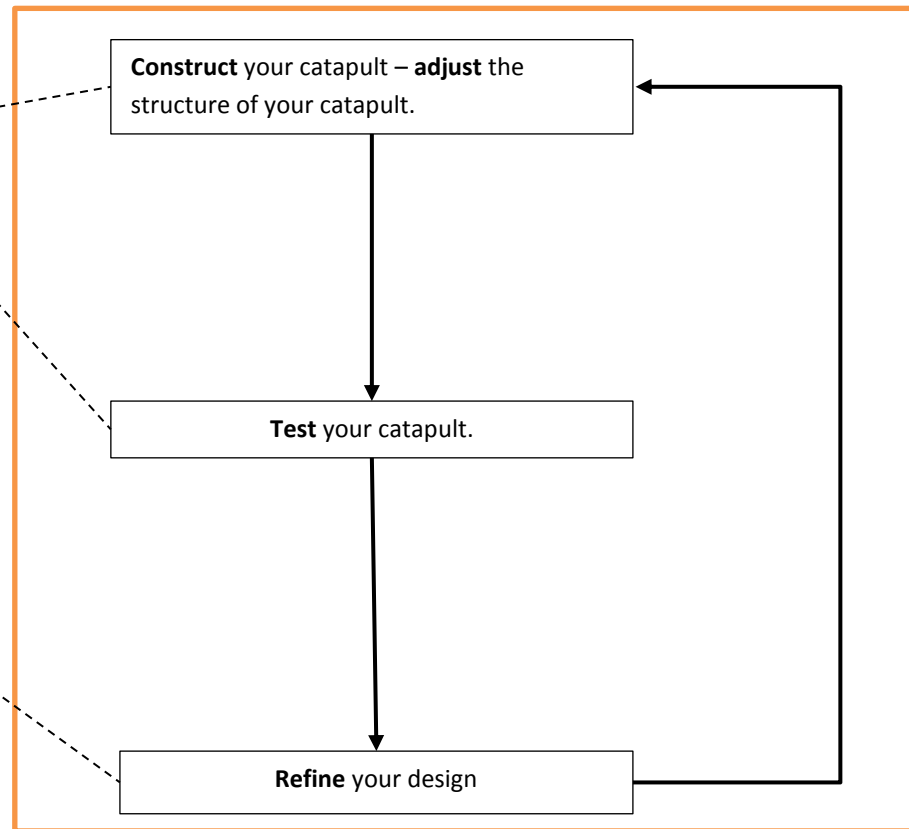 Construct your catapult – adjust the
structure of your catapult.
Test your catapult.
Refine your design